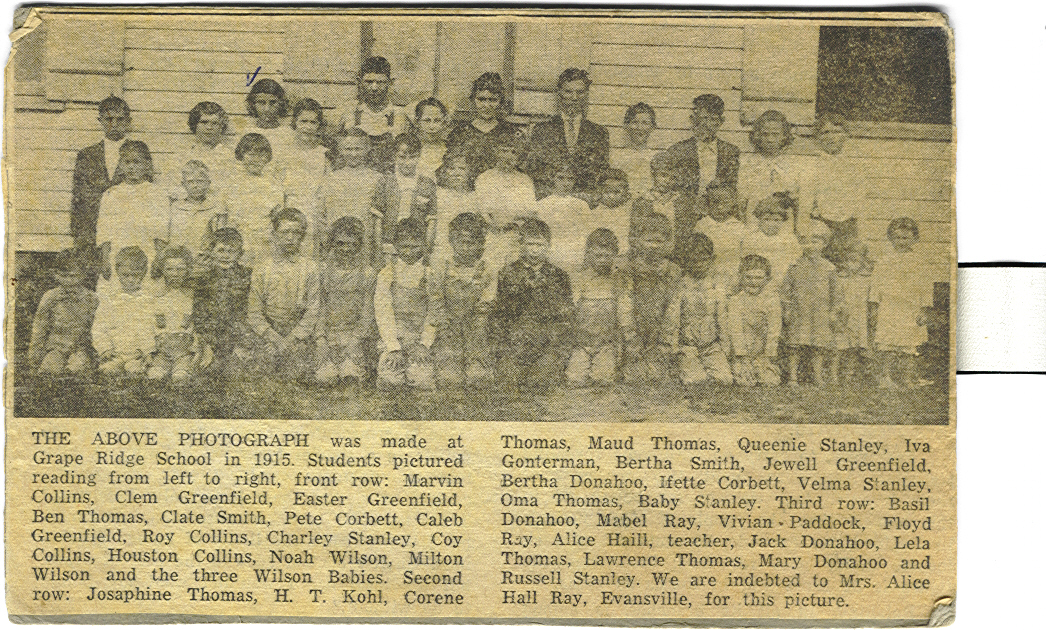 THE ABOVE PHOTOGRAPH was made at
Grape Ridge School in 1915. Students pictured
reading from left to right, front row: Marvin
Collins, Clem Greenfield, Easter Greenfield,
Ben Thomas, Clate Smith, Pete Corbett, Caleb
Greenfield, Roy Collins, Charley Stanley, Coy
Collins, Houston Collins, Noah Wilson, Milton
Wilson and the three Wilson Babies. Second
row: Josaphine Thomas, H. T. Kohl, Corene
Thomas, Maud Thomas, Queenie Stanley, Iva
Gonterman, Bertha Smith, Jewell Greenfield,
Bertha Donahoo, Ifette Corbett, Velma Stanley,
Oma Thomas, Baby Stanley. Third row: Basil
Donahoo, Mabel Ray, Vivian Paddock, Floyd
Ray, Alice Haill, teacher, Jack Donahoo, Lela
Thomas, Lawrence Thomas, Mary Donahoo and
Russell Stanley. We are indebted to Mrs. Alice
Hall Ray, Evansville, for this picture.